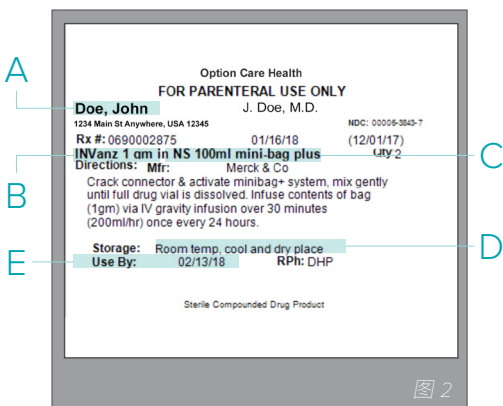 Option Care Health
FOR PARENTERAL USE ONLY
A
Doe, John J. Doe, M.D.
1234 Main St Anywhere, USA 12345 NDC: 00006-3843-7
Rx #: 0690002875 01/16/18 (12/01/17)
B INVanz 1 gm in NS 100ml mini-bag plus Qty:2 C
Directions: Mfr: Merck & Co
Crack connector & activate minibag+ system, mix gently
until full drug vial is dissolved. Infuse contents of bag
(1gm) via IV gravity infusion over 30 minutes
(200ml/hr) once every 24 hours.
Storage: Room temp, cool and dry place D
E Use By: 02/13/18 RPh: DHP
Sterile Compounded Drug Product
图 2